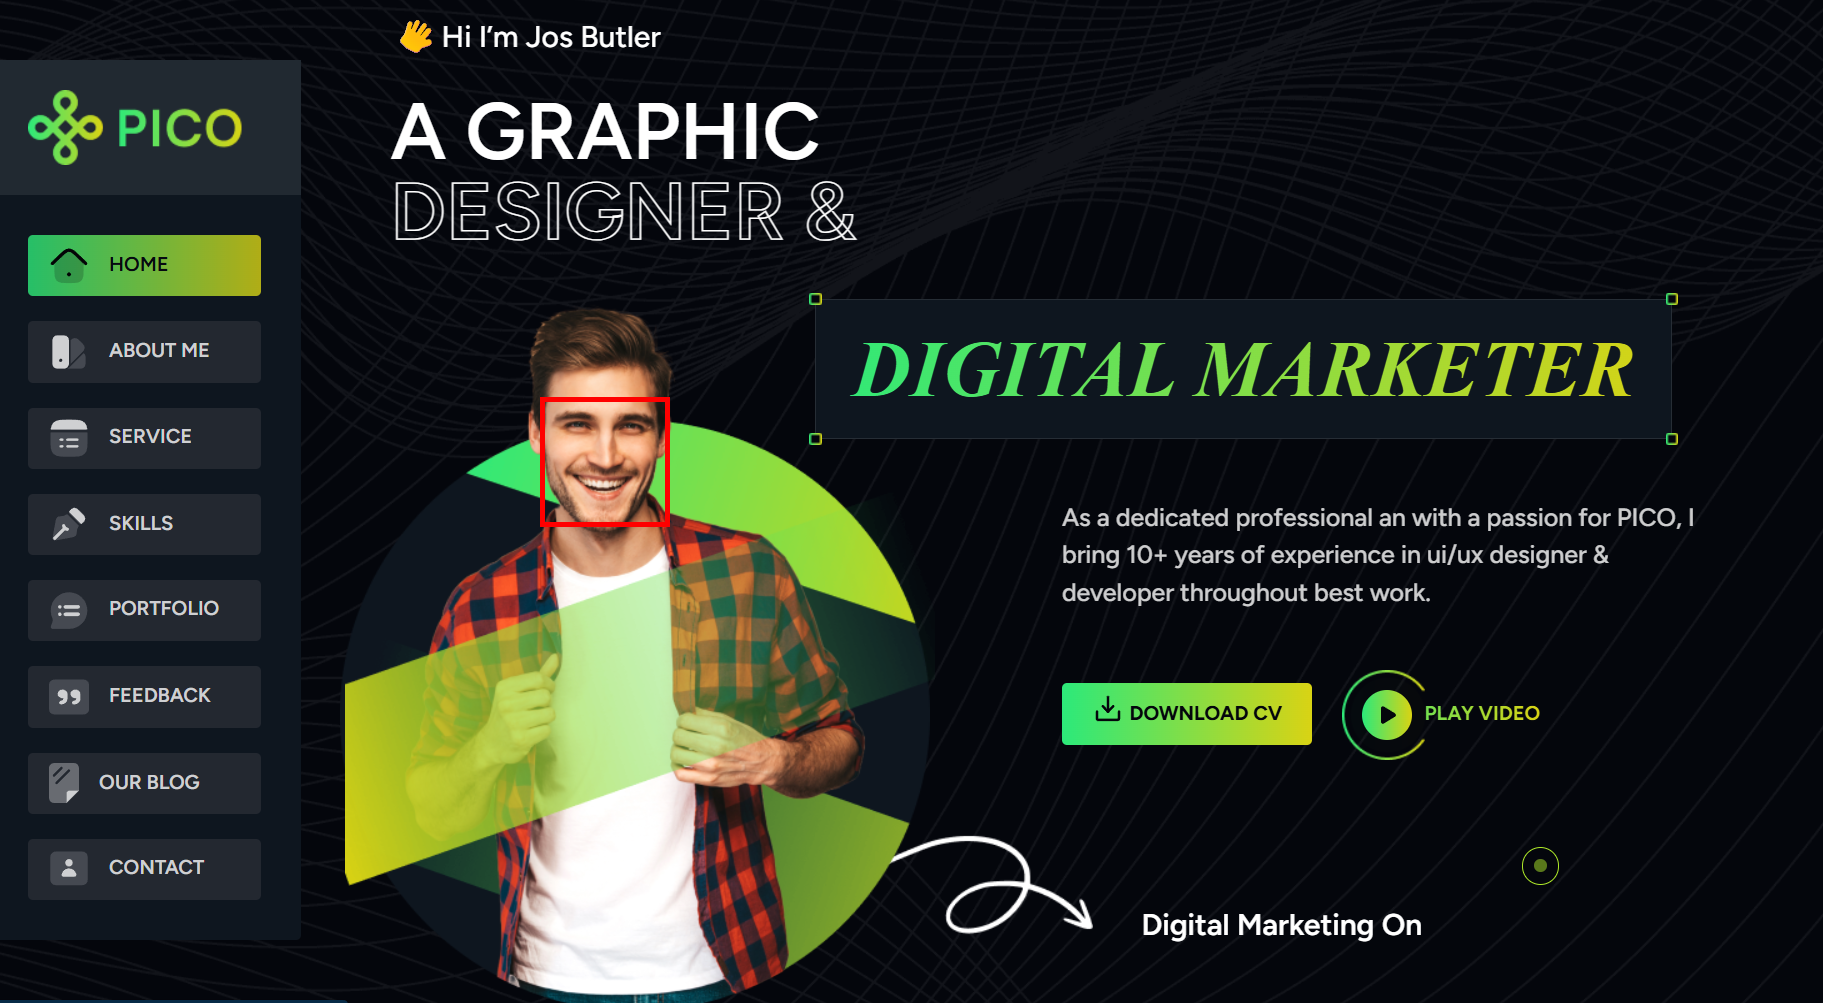 Hi I’m Jos Butler
A GRAPHIC
DESIGNER &
DIGITAL MARKETER
PICO
HOME
ABOUT ME
SERVICE
SKILLS
PORTFOLIO
FEEDBACK
OUR BLOG
CONTACT
As a dedicated professional an with a passion for PICO, I
bring 10+ years of experience in ui/ux designer &
developer throughout best work.
DOWNLOAD CV
PLAY VIDEO
Digital Marketing On